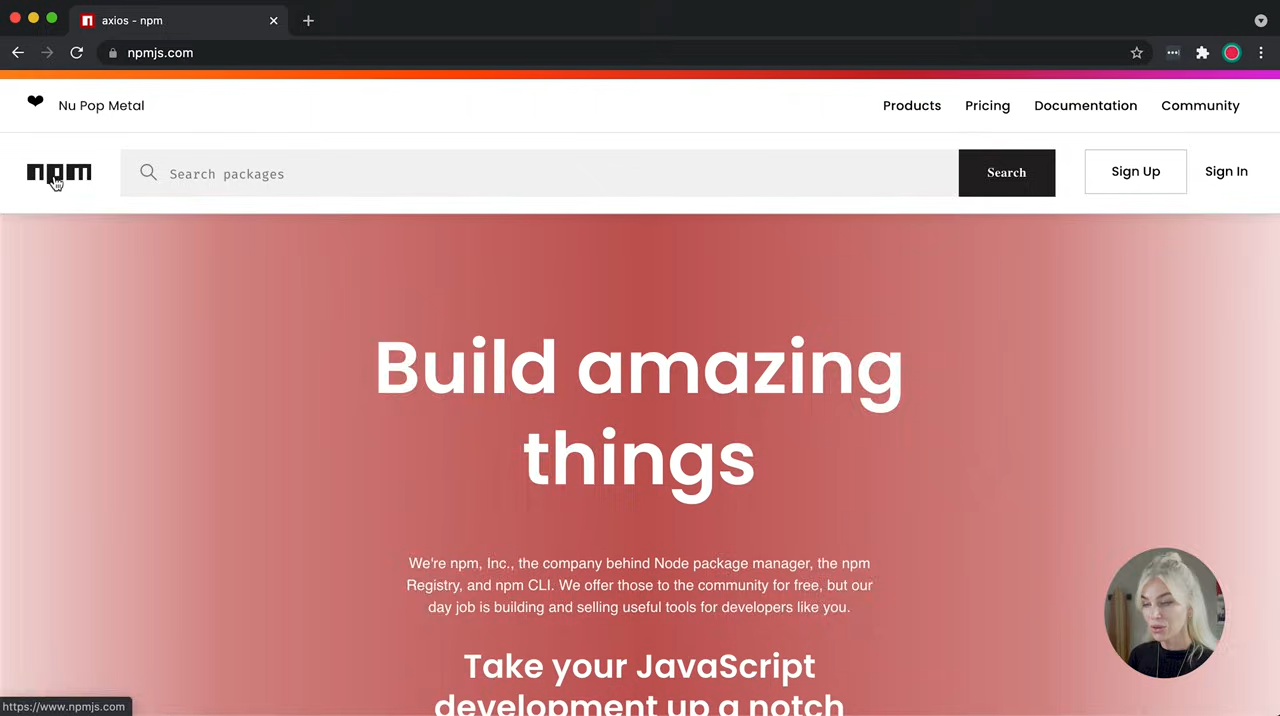 axios - npm
npmjs.com
❤ Nu Pop Metal
Products Pricing Documentation Community
npm
Search packages
Search
Sign Up
Sign In
Build amazing
things
We're npm, Inc., the company behind Node package manager, the npm
Registry, and npm CLI. We offer those to the community for free, but our
day job is building and selling useful tools for developers like you.
Take your JavaScript
development up a notch
https://www.npmjs.com